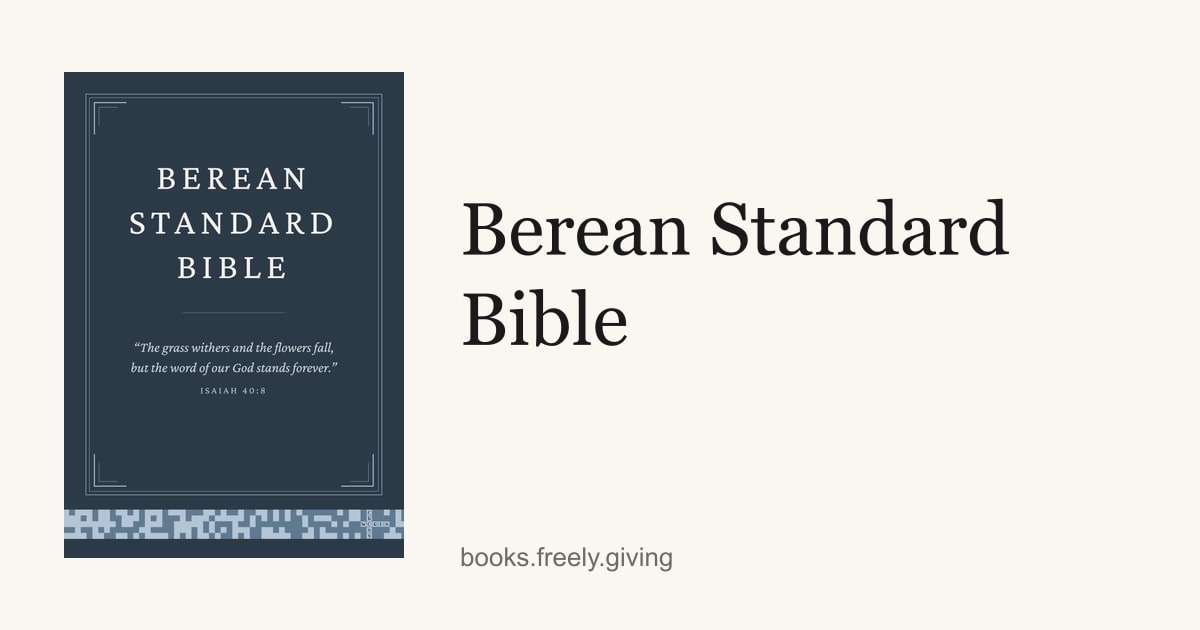 BEREAN
STANDARD
BIBLE
“The grass withers and the flowers fall,
but the word of our God stands forever.”
ISAIAH 40:8
Berean Standard
Bible
books.freely.giving